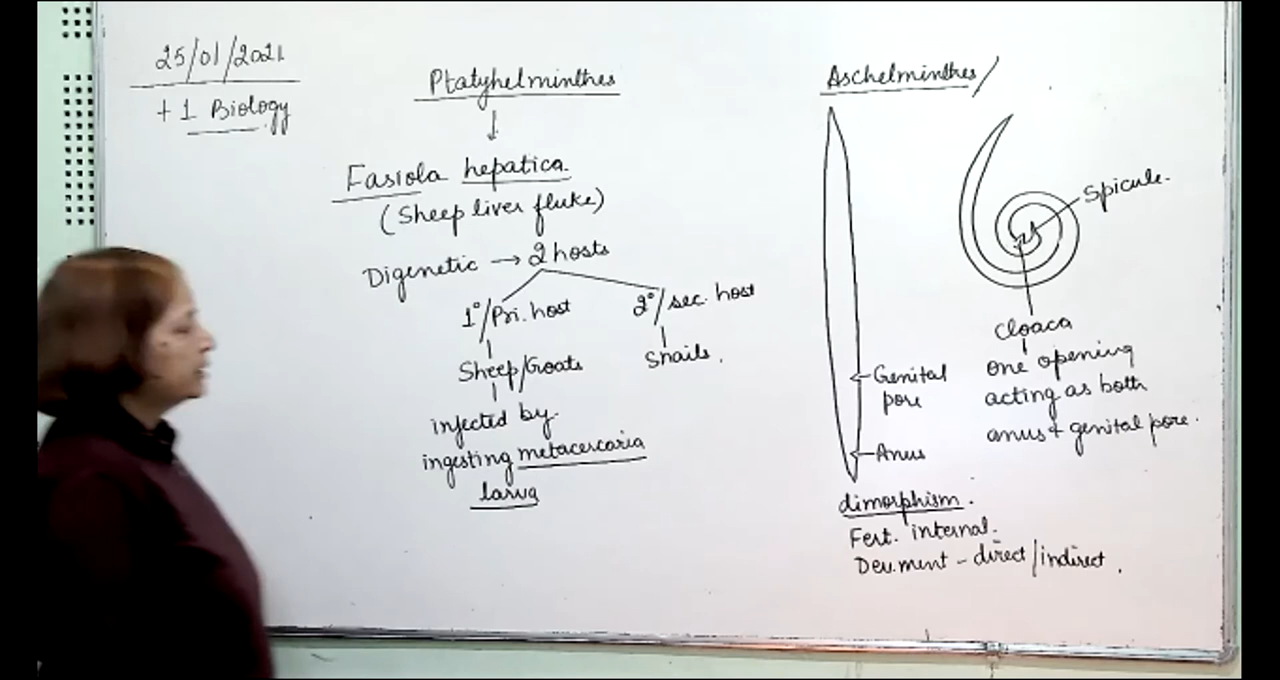 25/01/2021
+1 Biology
Platyhelminthes
Fasiola hepatica.
(Sheep liver fluke)
Digenetic → 2 hosts
1°/Pri. host
2°/sec. host
Sheep/Goats
Snails.
infected by
ingesting metacercaria
larva
Aschelminthes/
Spicule.
Cloaca
one opening
acting as both
anus + genital pore.
Genital
pore
Anus
dimorphism.
Fert. internal.
Dev.ment - direct/indirect.